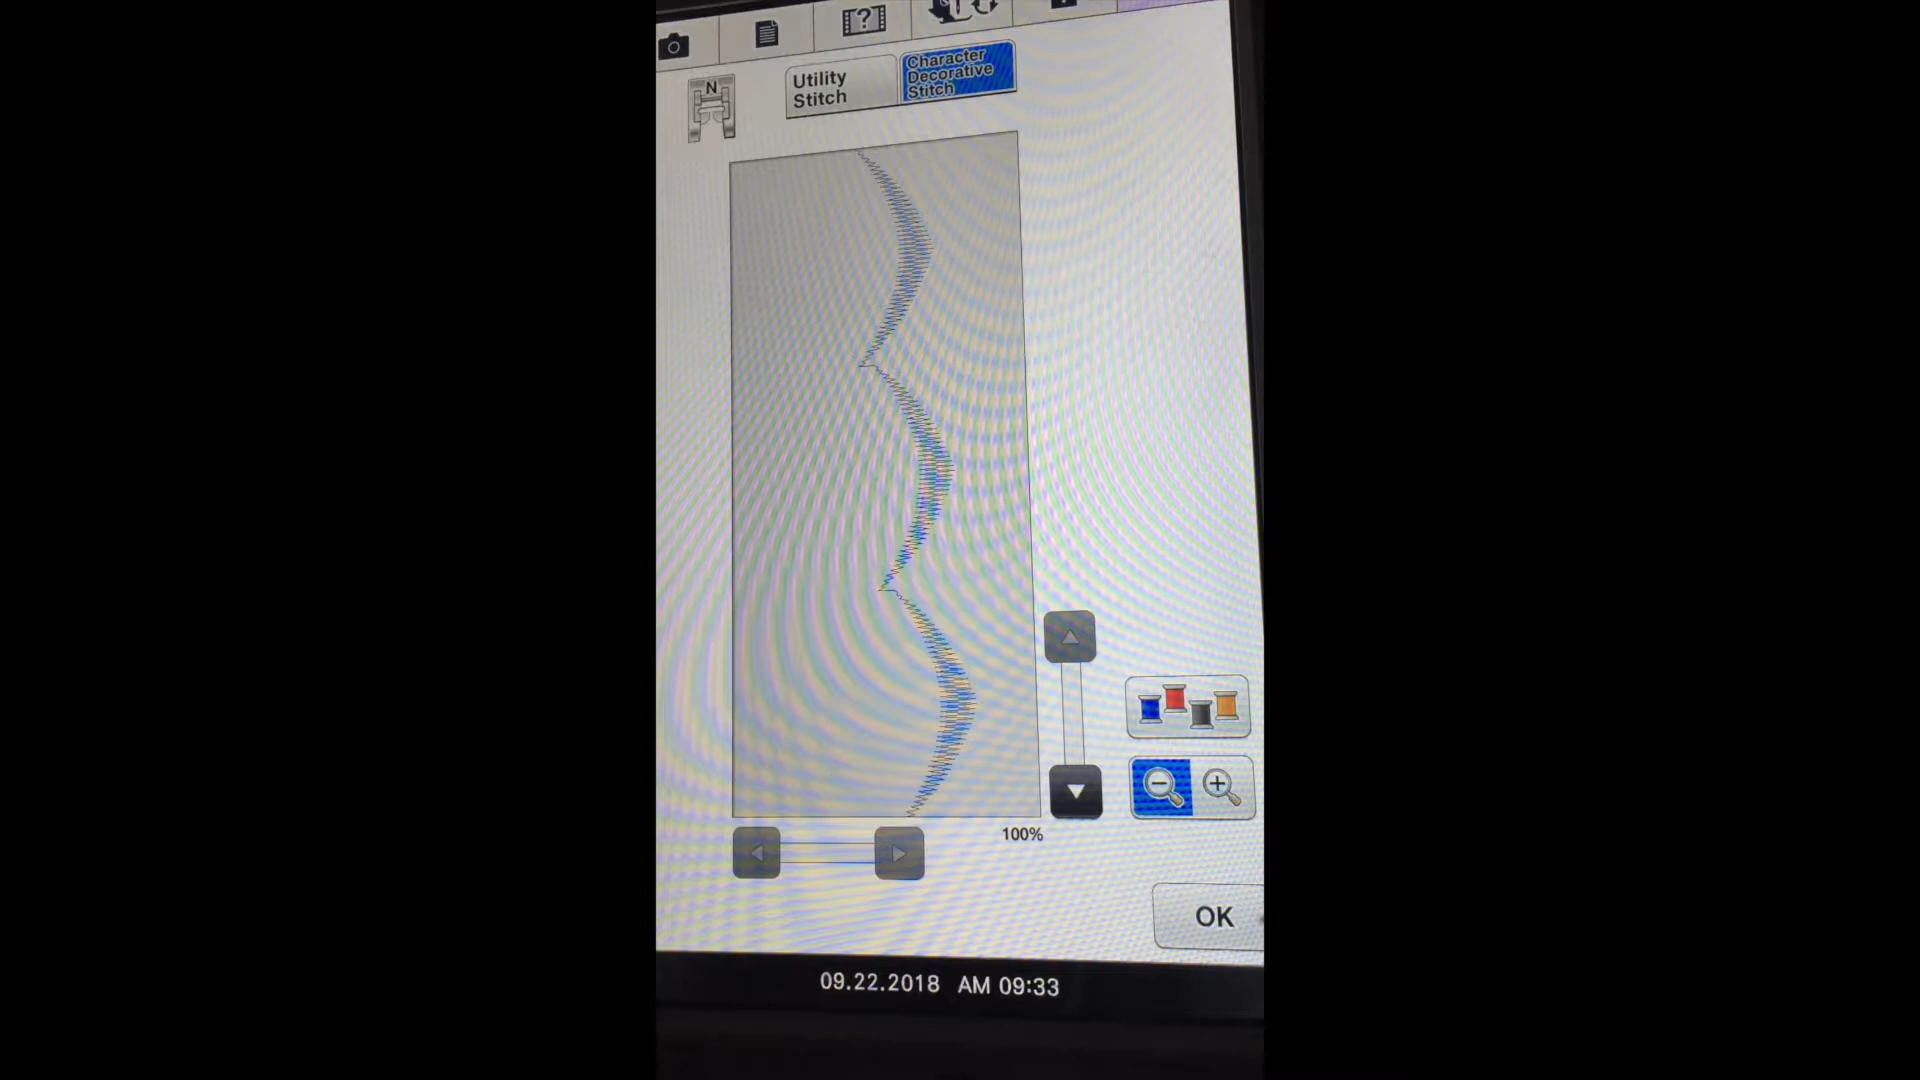 ?
N
Utility
Stitch
Character
Decorative
Stitch
100%
OK
09.22.2018 AM 09:33